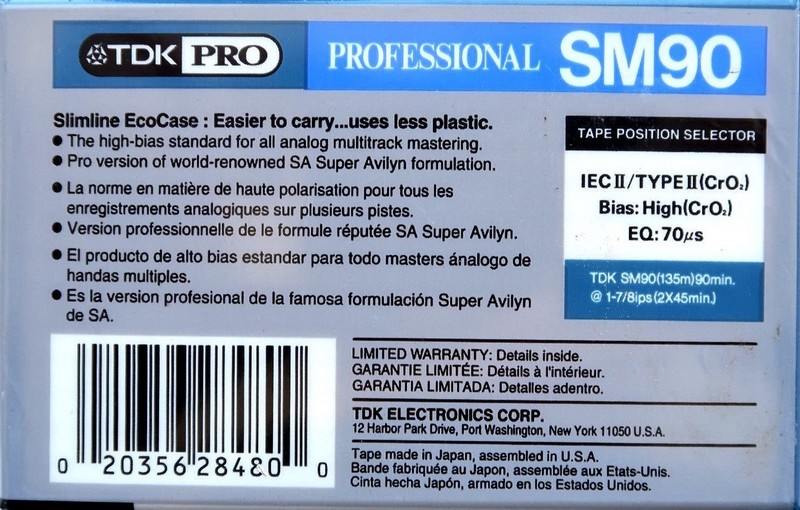 TDK PRO PROFESSIONAL SM90
Slimline EcoCase : Easier to carry...uses less plastic.
● The high-bias standard for all analog multitrack mastering.
● Pro version of world-renowned SA Super Avilyn formulation.
● La norme en matière de haute polarisation pour tous les
enregistrements analogiques sur plusieurs pistes.
● Version professionnelle de la formule réputée SA Super Avilyn.
● El producto de alto bias estandar para todo masters ánalogo de
handas multiples.
● Es la version profesional de la famosa formulación Super Avilyn
de SA.
TAPE POSITION SELECTOR
IEC II/TYPE II (CrO₂)
Bias: High (CrO₂)
EQ: 70μs
TDK SM90(135m)90min.
@ 1-7/8ips(2X45min.)
0 20356 28480 0
LIMITED WARRANTY: Details inside.
GARANTIE LIMITÉE: Détails à l'intérieur.
GARANTIA LIMITADA: Detalles adentro.
TDK ELECTRONICS CORP.
12 Harbor Park Drive, Port Washington, New York 11050 U.S.A.
Tape made in Japan, assembled in U.S.A.
Bande fabriquée au Japon, assemblée aux Etats-Unis.
Cinta hecha Japón, armado en los Estados Unidos.